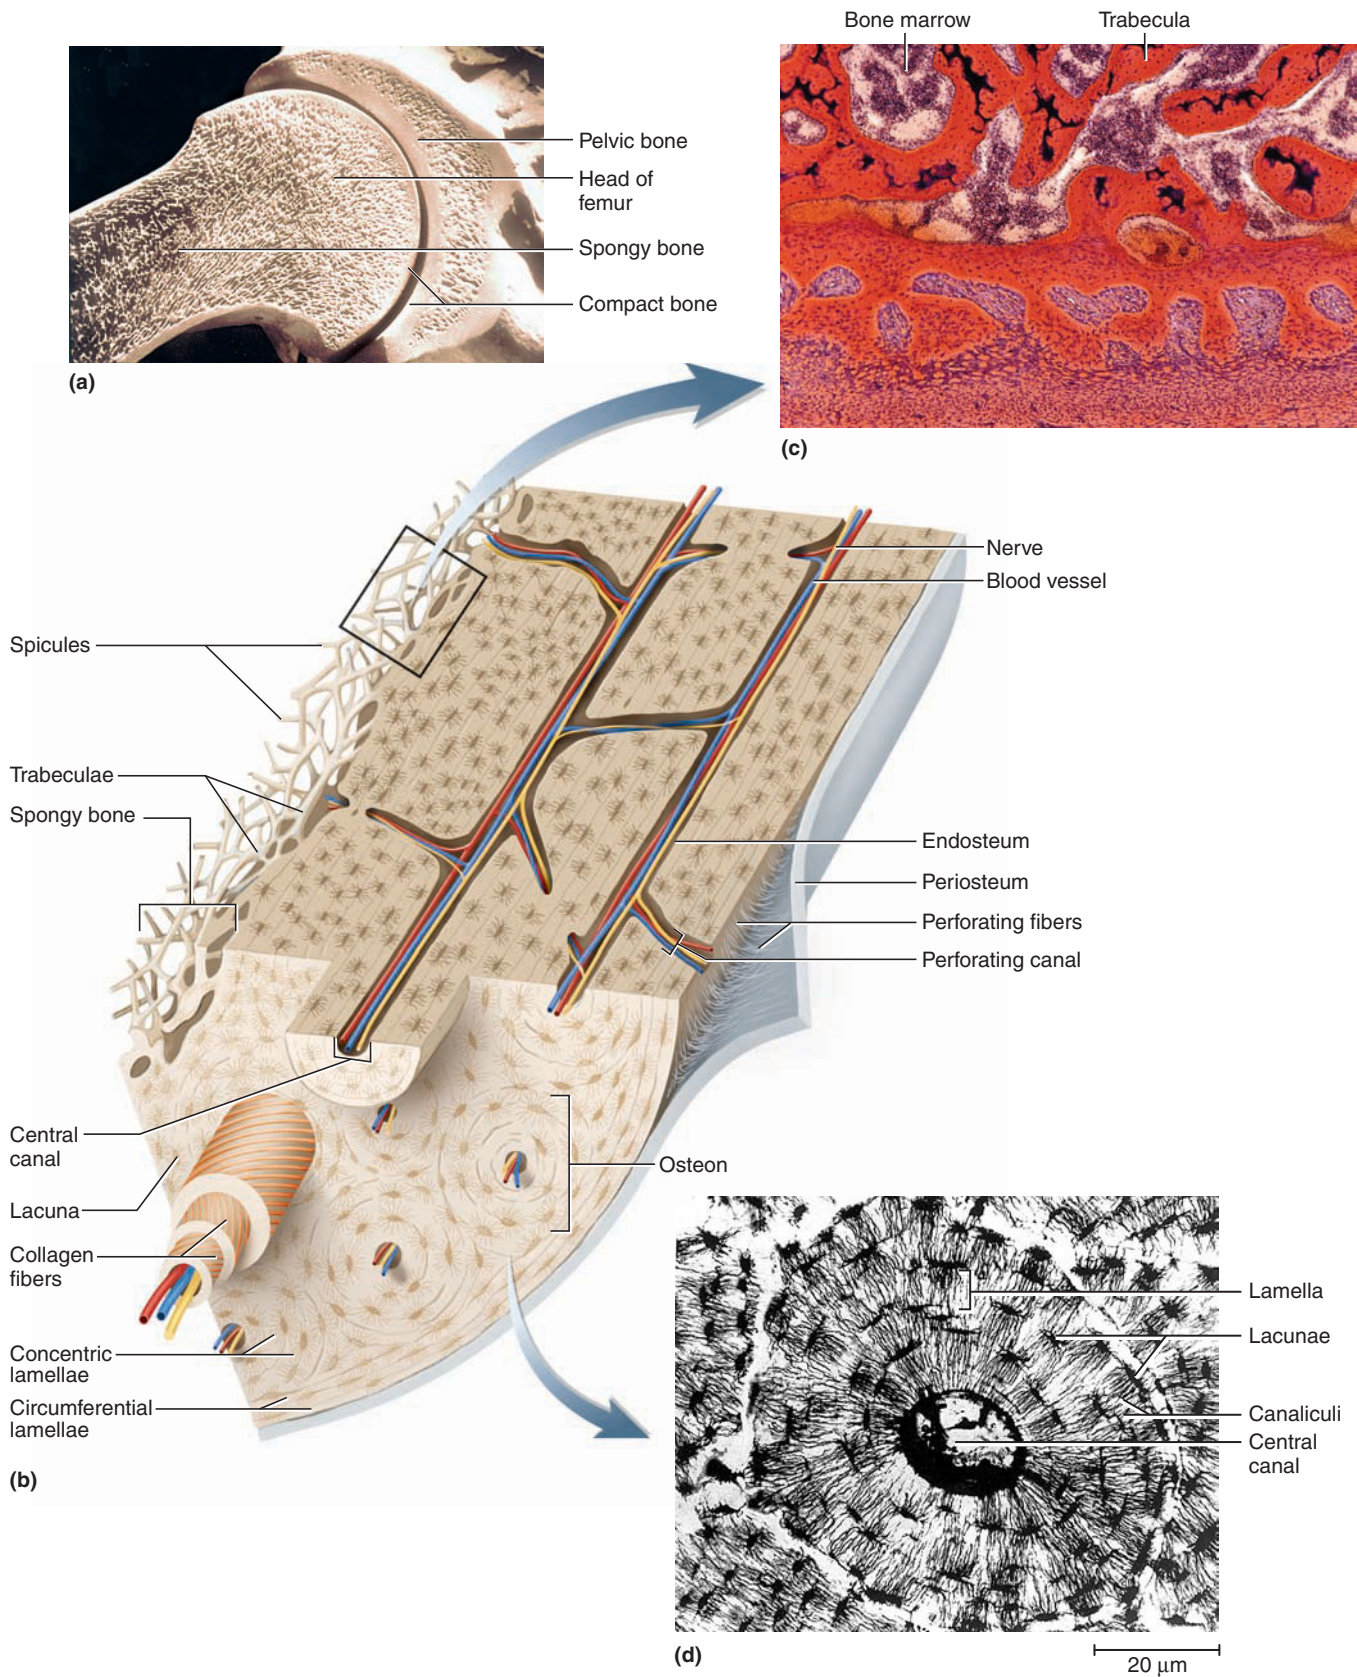 Bone marrow
Trabecula
Pelvic bone
Head of
femur
Spongy bone
Compact bone
(a)
(c)
Nerve
Blood vessel
Spicules
Trabeculae
Spongy bone
Endosteum
Periosteum
Perforating fibers
Perforating canal
Central
canal
Osteon
Lacuna
Collagen
fibers
Concentric
lamellae
Circumferential
lamellae
(b)
Lamella
Lacunae
Canaliculi
Central
canal
(d)
20 μm